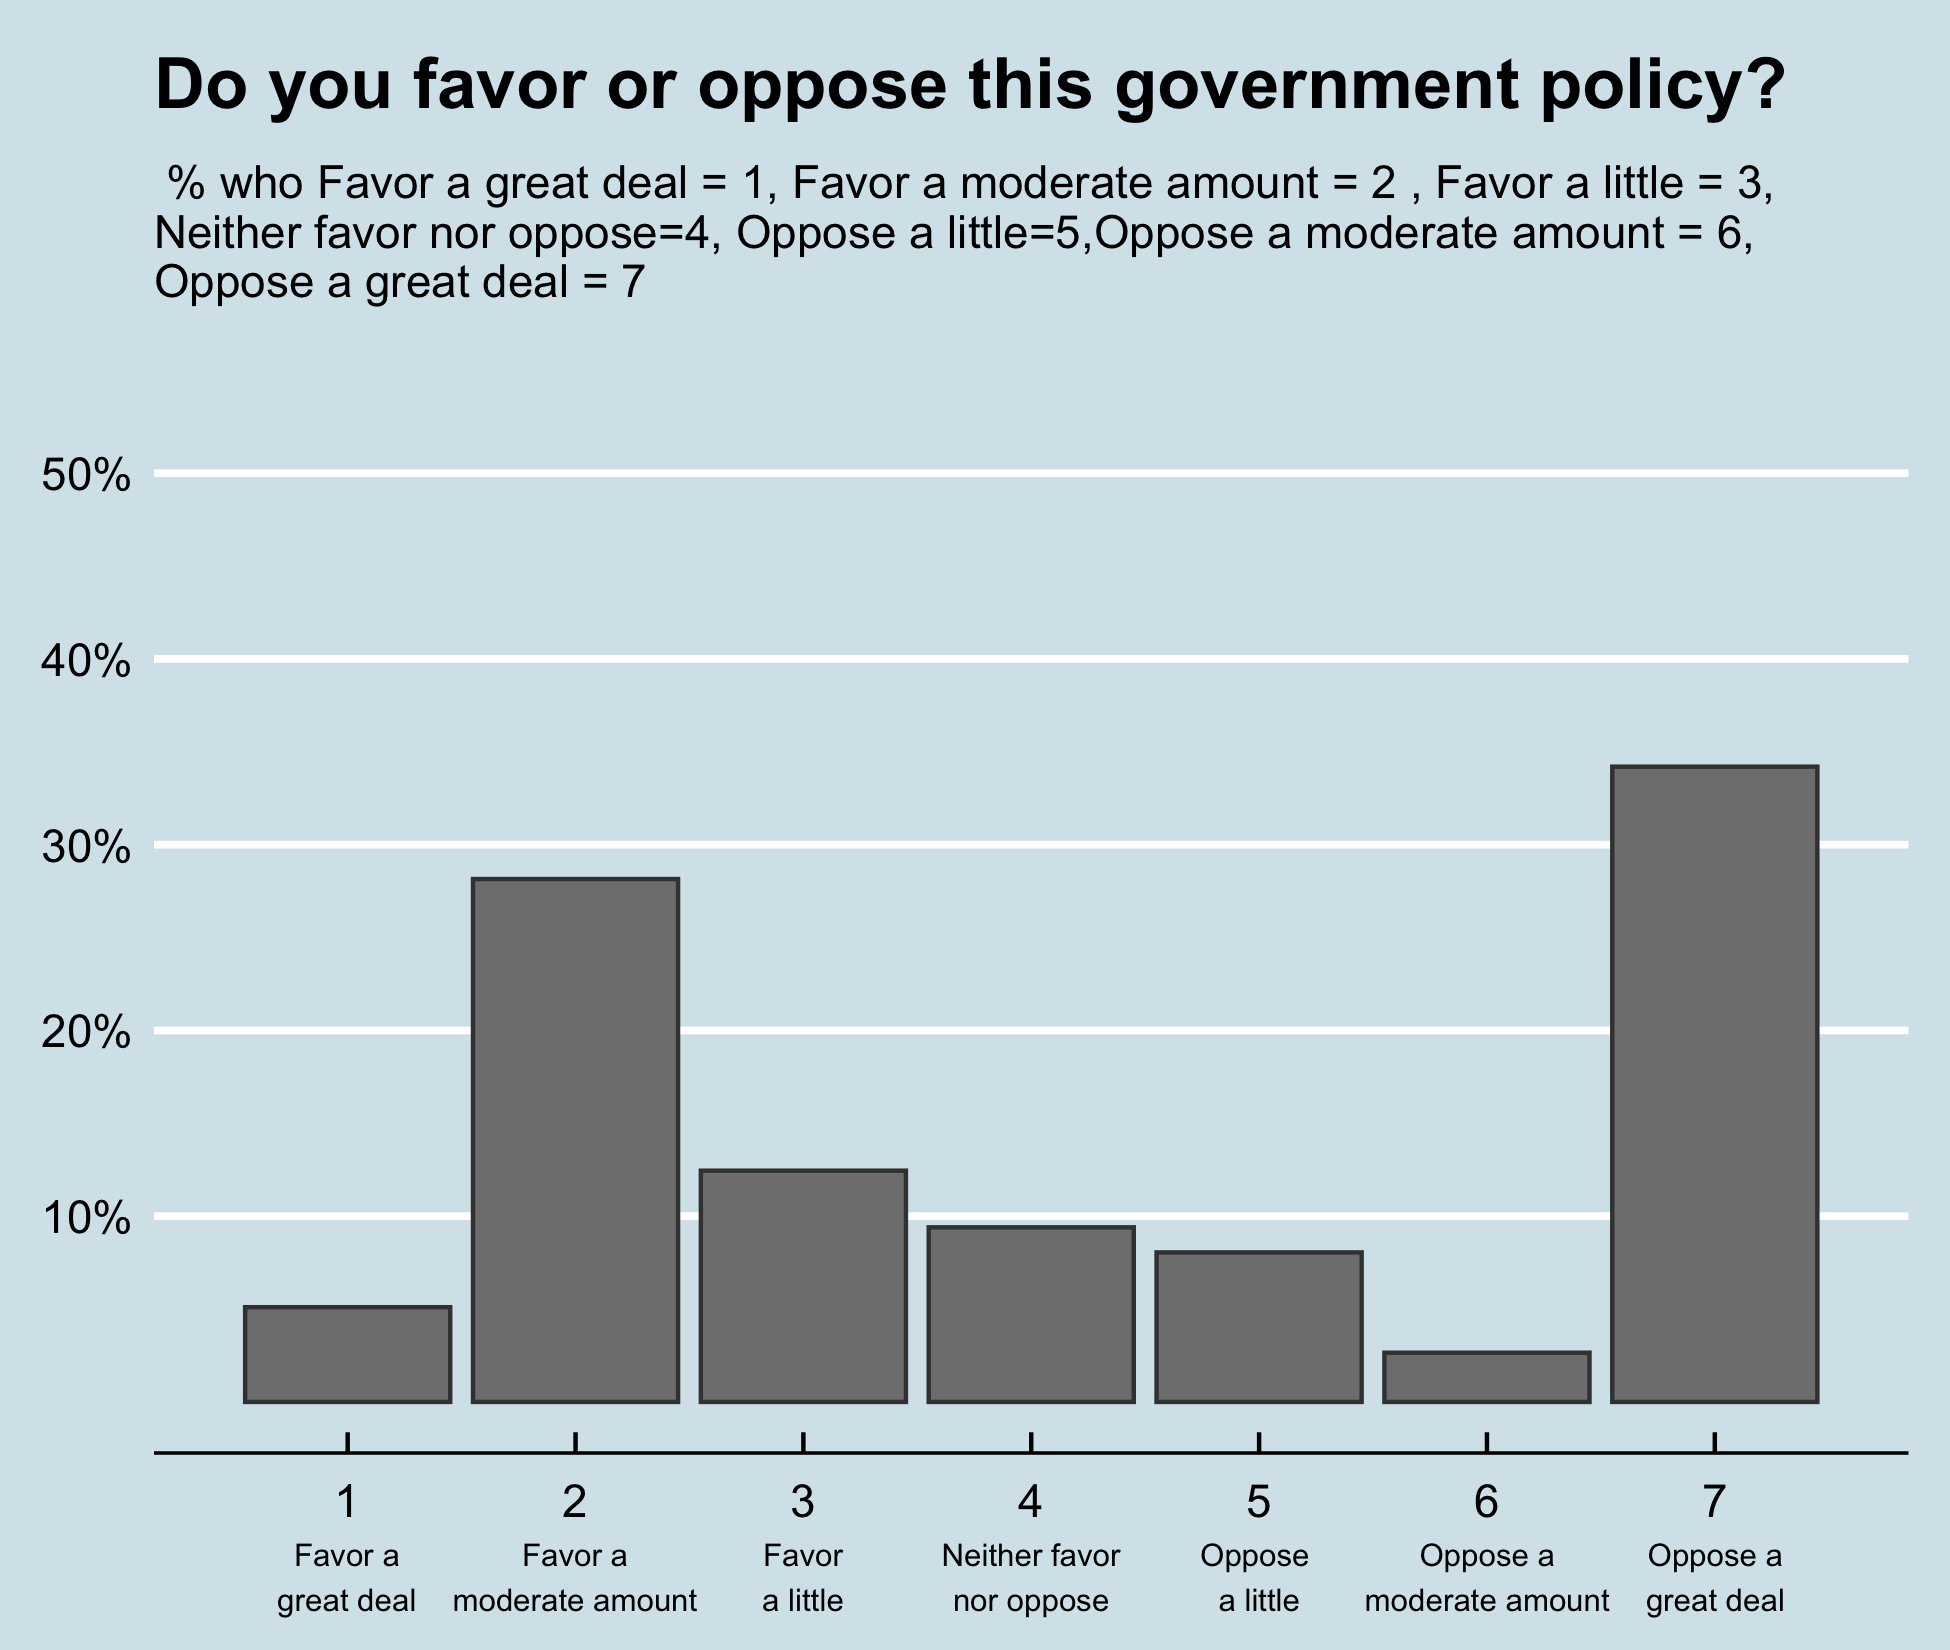 Do you favor or oppose this government policy?
% who Favor a great deal = 1, Favor a moderate amount = 2 , Favor a little = 3,
Neither favor nor oppose=4, Oppose a little=5,Oppose a moderate amount = 6,
Oppose a great deal = 7
50%
40%
30%
20%
10%
1 2 3 4 5 6 7
Favor a Favor a Favor Neither favor Oppose Oppose a Oppose a
great deal moderate amount a little nor oppose a little moderate amount great deal